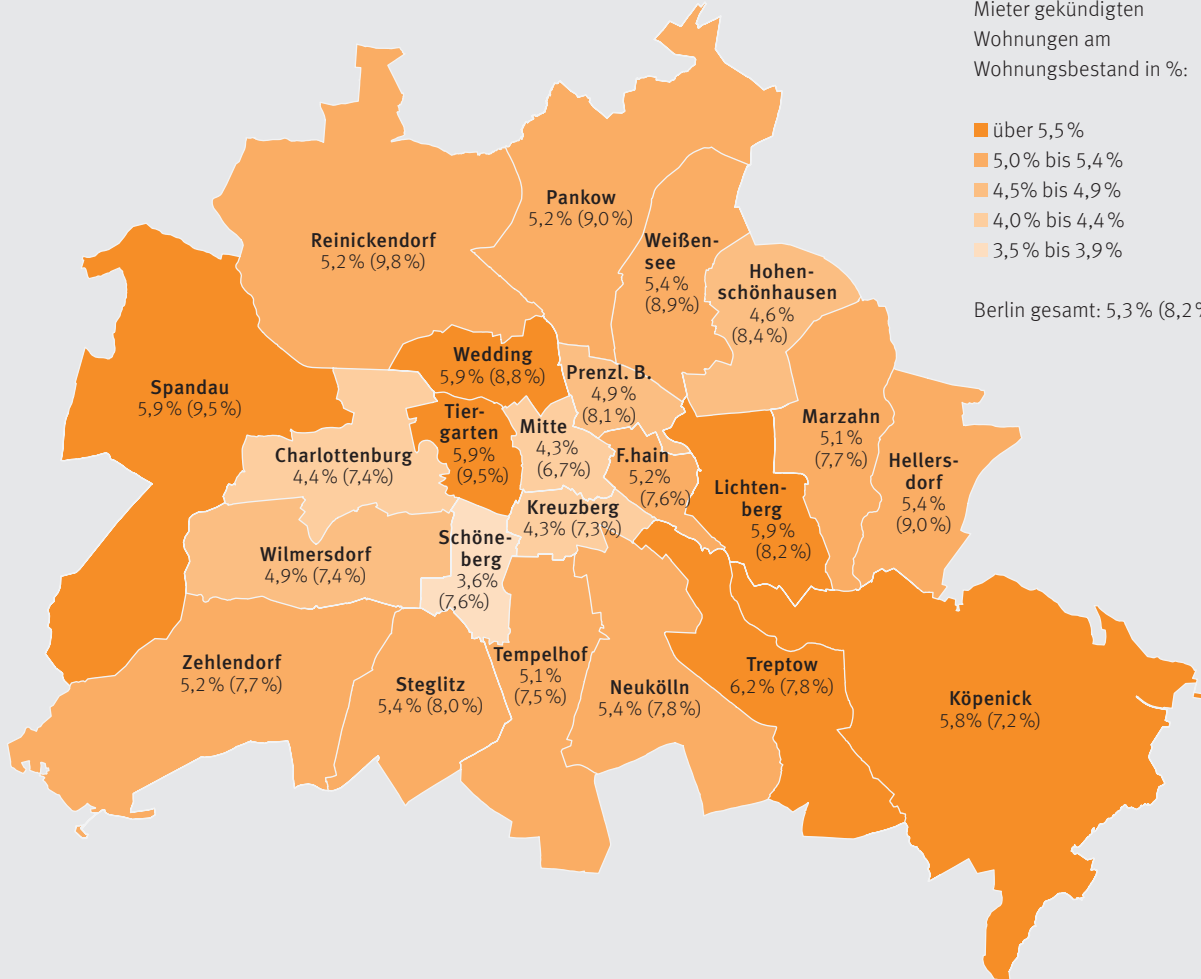 Mieter gekündigten
Wohnungen am
Wohnungsbestand in %:
über 5,5 %
5,0 % bis 5,4 %
4,5% bis 4,9 %
4,0 % bis 4,4 %
3,5 % bis 3,9 %
Berlin gesamt: 5,3 % (8,2%
Pankow
5,2 % (9,0 %)
Reinickendorf
5,2 % (9,8 %)
Weißen-
see
5,4 %
(8,9 %)
Hohen-
schönhausen
4,6 %
(8,4 %)
Wedding
5,9 % (8,8 %)
Prenzl. B.
4,9 %
(8,1 %)
Spandau
5,9 % (9,5 %)
Tier-
garten
5,9 %
(9,5 %)
Mitte
4,3 %
(6,7 %)
Marzahn
5,1 %
(7,7 %)
Charlottenburg
4,4 % (7,4 %)
F.hain
5,2 %
(7,6 %)
Hellers-
dorf
5,4 %
(9,0 %)
Lichten-
berg
5,9 %
(8,2 %)
Kreuzberg
4,3 % (7,3 %)
Schöne-
berg
3,6 %
(7,6 %)
Wilmersdorf
4,9 % (7,4 %)
Zehlendorf
5,2 % (7,7 %)
Steglitz
5,4 % (8,0 %)
Tempelhof
5,1 %
(7,5 %)
Neukölln
5,4 % (7,8 %)
Treptow
6,2 % (7,8 %)
Köpenick
5,8 % (7,2 %)